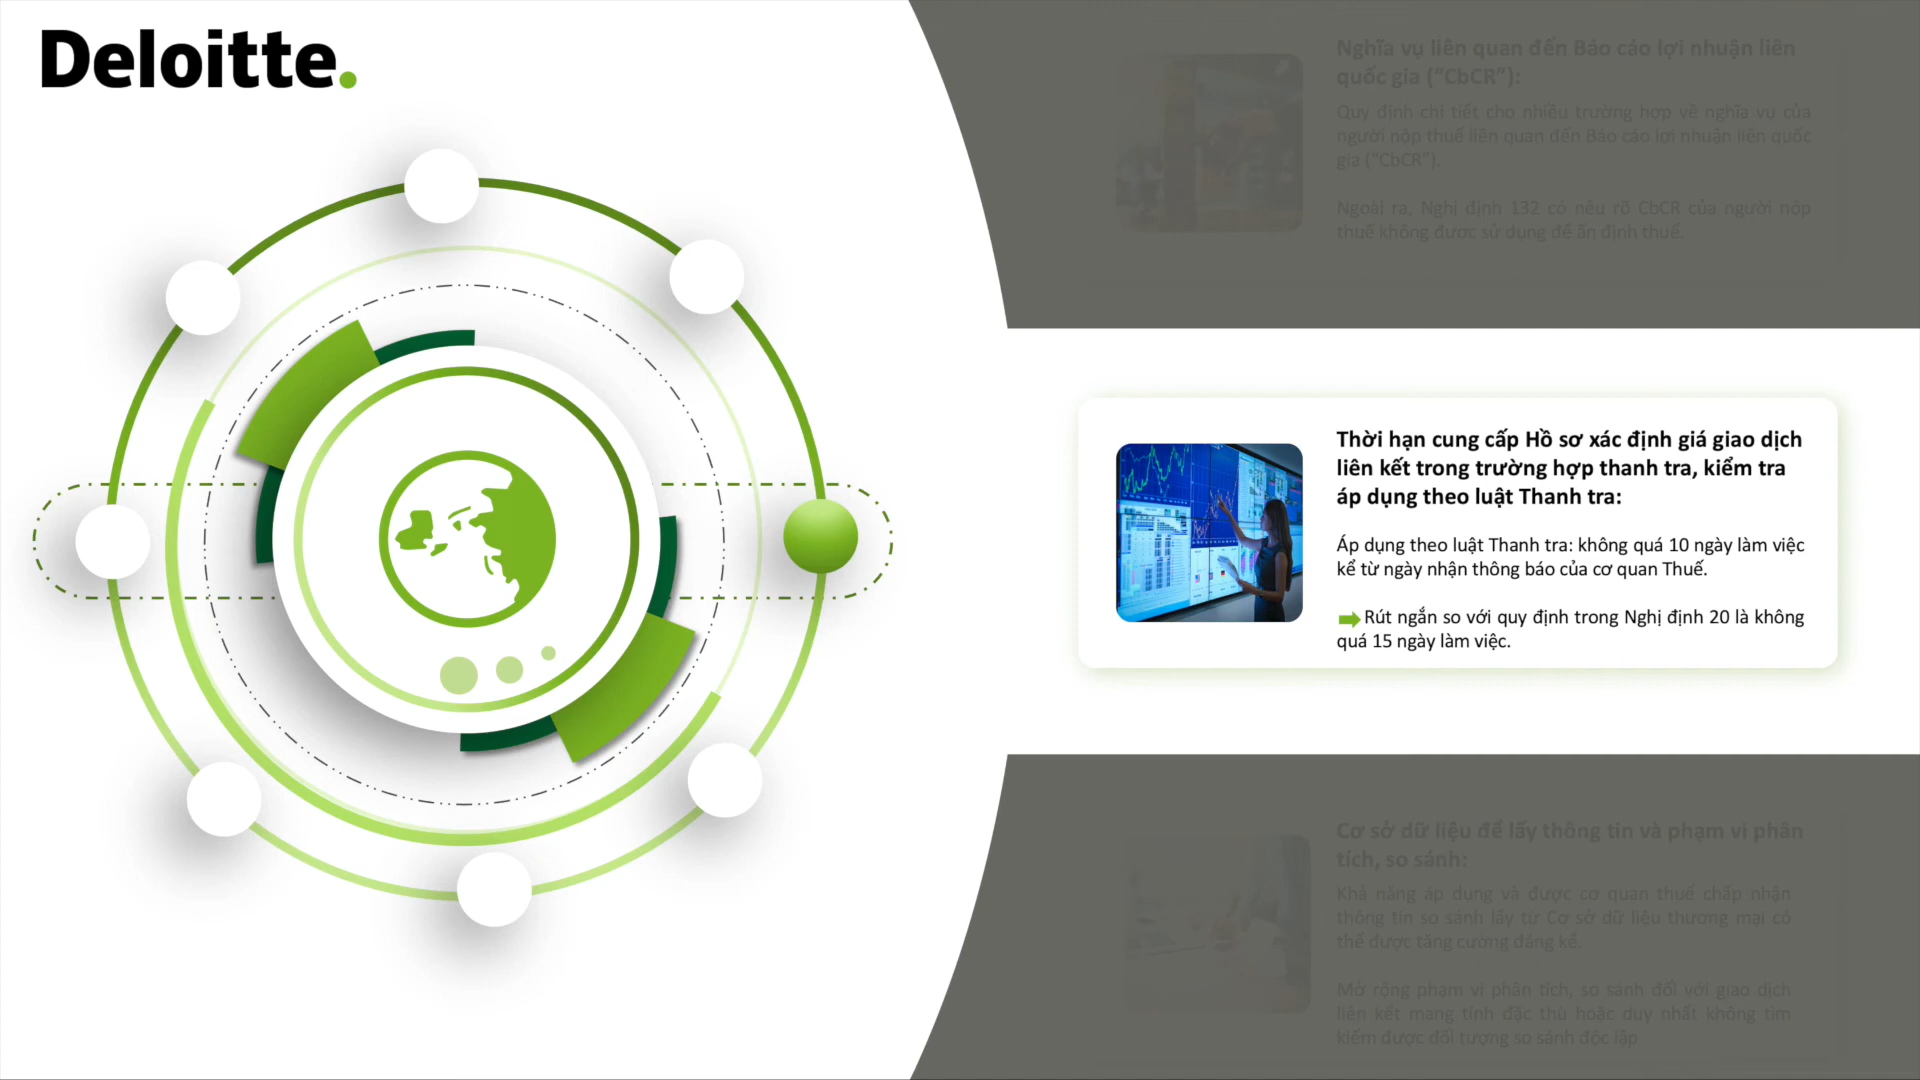 Deloitte.
Nghĩa vụ liên quan đến Báo cáo lợi nhuận liên
quốc gia (“CbCR”):
Quy định chi tiết cho nhiều trường hợp về nghĩa vụ của
người nộp thuế liên quan đến Báo cáo lợi nhuận liên quốc
gia (“CbCR”).
Ngoài ra, Nghị định 132 có nêu rõ CbCR của người nộp
thuế không được sử dụng để ấn định thuế.
Thời hạn cung cấp Hồ sơ xác định giá giao dịch
liên kết trong trường hợp thanh tra, kiểm tra
áp dụng theo luật Thanh tra:
Áp dụng theo luật Thanh tra: không quá 10 ngày làm việc
kể từ ngày nhận thông báo của cơ quan Thuế.
Rút ngắn so với quy định trong Nghị định 20 là không
quá 15 ngày làm việc.
Cơ sở dữ liệu để lấy thông tin và phạm vi phân
tích, so sánh:
Khả năng áp dụng và được cơ quan thuế chấp nhận
thông tin so sánh lấy từ Cơ sở dữ liệu thương mại có
thể được tăng cường đáng kể.
Mở rộng phạm vi phân tích, so sánh đối với giao dịch
liên kết mang tính đặc thù hoặc duy nhất không tìm
kiếm được đối tượng so sánh độc lập